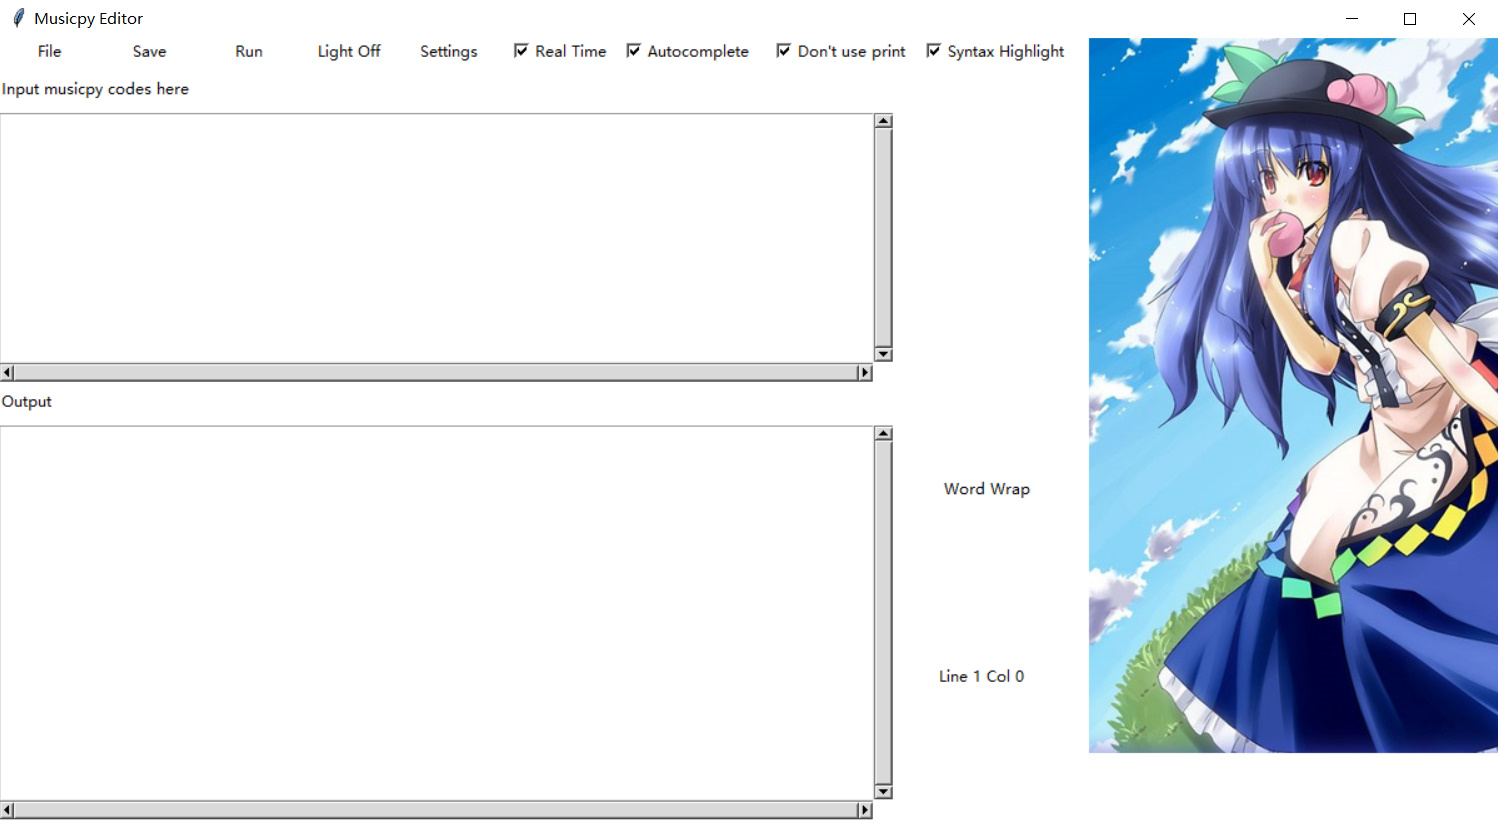 Musicpy Editor
File Save Run Light Off Settings Real Time Autocomplete Don't use print Syntax Highlight
Input musicpy codes here
Output
Word Wrap
Line 1 Col 0